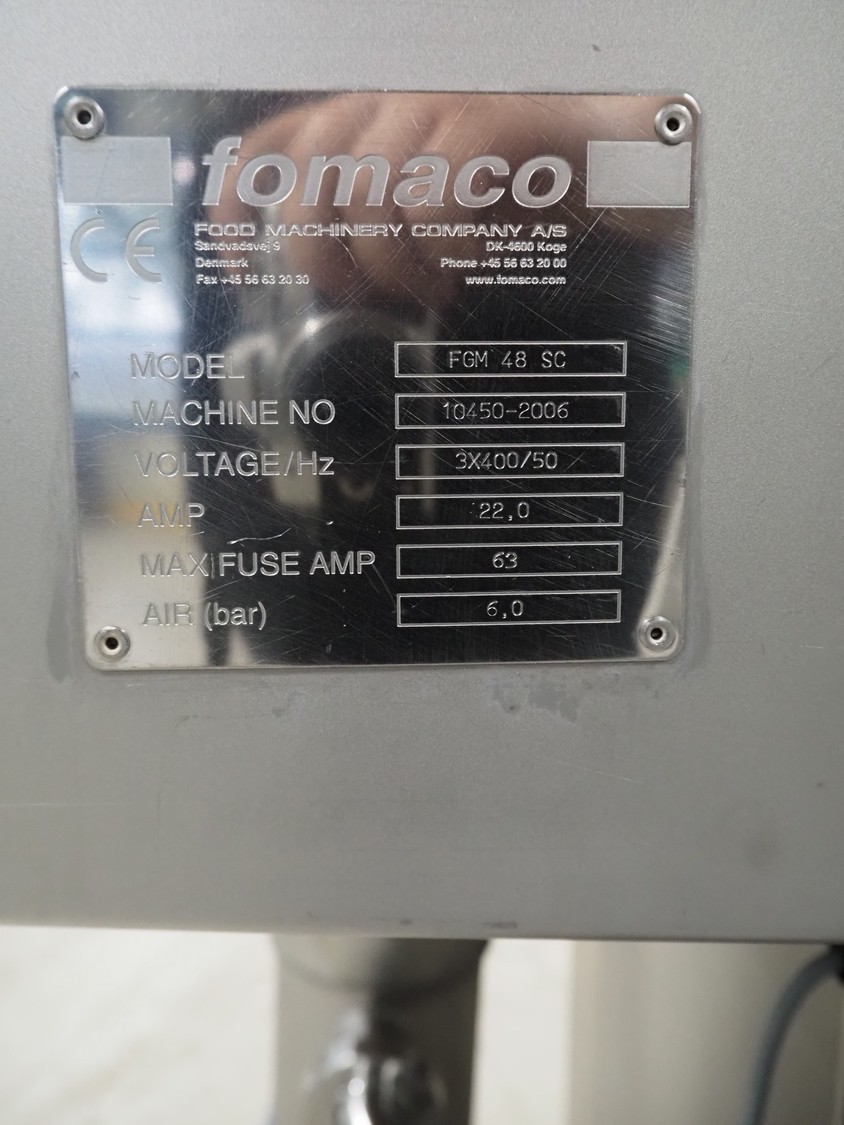 fomaco
CE
FOOD MACHINERY COMPANY A/S
Sandvadsvej 9 DK-4600 Koge
Denmark Phone +45 56 63 20 00
Fax +45 56 63 20 30 www.fomaco.com
MODEL FGM 48 SC
MACHINE NO 10450-2006
VOLTAGE/Hz 3X400/50
AMP 22,0
MAX FUSE AMP 63
AIR (bar) 6,0